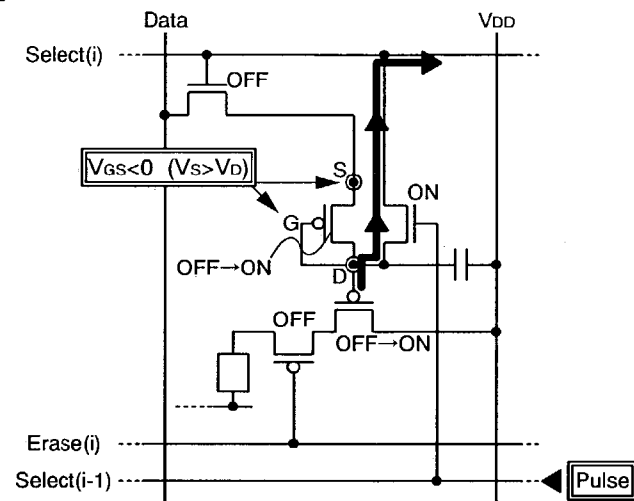 Data
VDD
Select(i)
OFF
VGS<0 (VS>VD)
S
ON
G
OFF→ON
D
OFF
OFF→ON
Erase(i)
Select(i-1)
Pulse